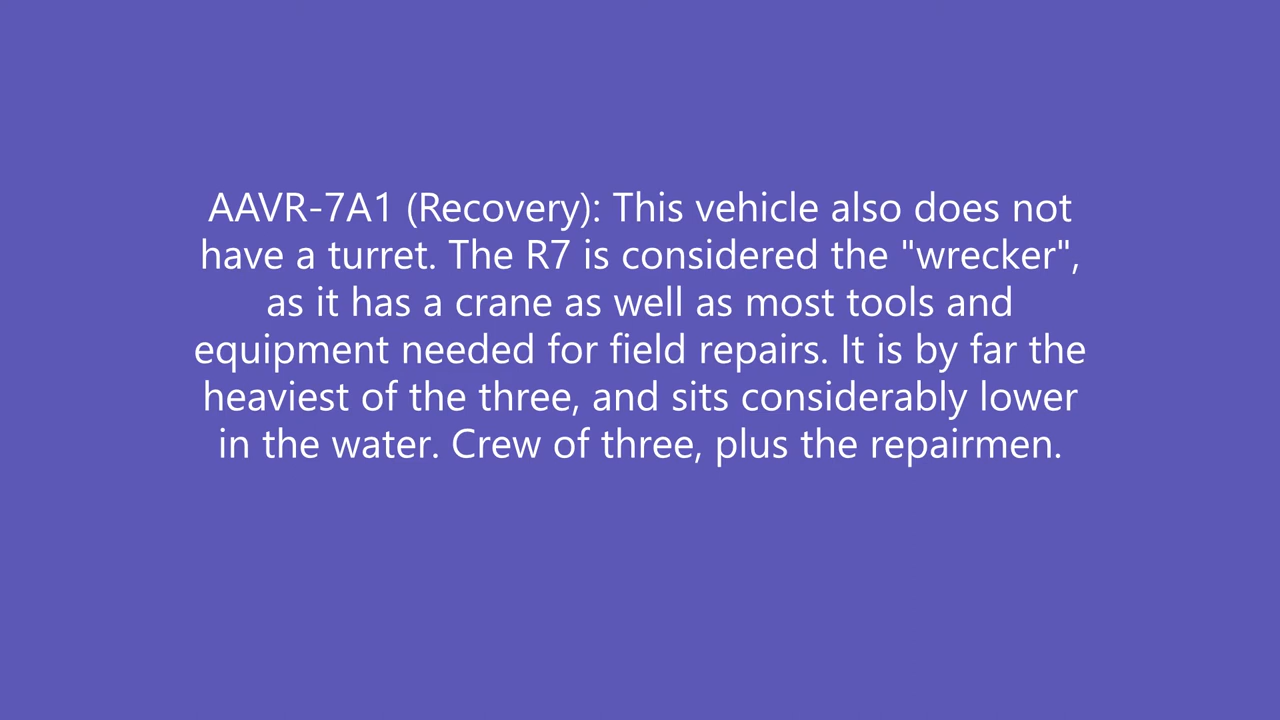 AAVR-7A1 (Recovery): This vehicle also does not
have a turret. The R7 is considered the "wrecker",
as it has a crane as well as most tools and
equipment needed for field repairs. It is by far the
heaviest of the three, and sits considerably lower
in the water. Crew of three, plus the repairmen.